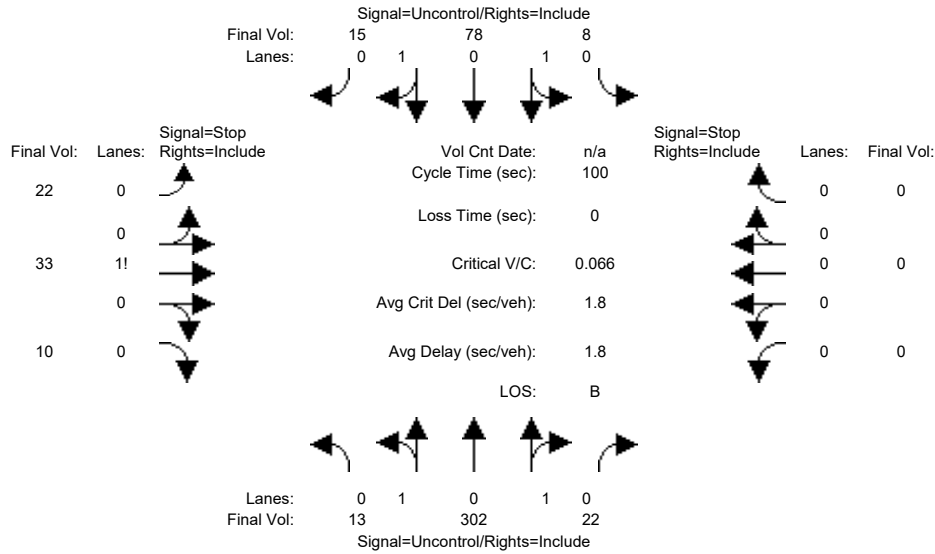 Signal=Uncontrol/Rights=Include
Final Vol: 15 78 8
Lanes: 0 1 0 1 0
Signal=Stop
Final Vol: Lanes: Rights=Include
Vol Cnt Date: n/a
Signal=Stop
Rights=Include Lanes: Final Vol:
Cycle Time (sec): 100
22 0
0 0
Loss Time (sec): 0
0
0
33 1!
Critical V/C: 0.066
0 0
0
Avg Crit Del (sec/veh): 1.8
0
10 0
Avg Delay (sec/veh): 1.8
0 0
LOS: B
Lanes: 0 1 0 1 0
Final Vol: 13 302 22
Signal=Uncontrol/Rights=Include